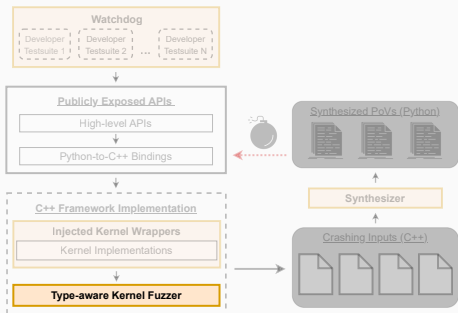 Watchdog
Developer
Testsuite 1
Developer
Testsuite 2
...
Developer
Testsuite N
Publicly Exposed APIs
High-level APIs
Python-to-C++ Bindings
C++ Framework Implementation
Injected Kernel Wrappers
Kernel Implementations
Type-aware Kernel Fuzzer
Synthesized PoVs (Python)
Synthesizer
Crashing Inputs (C++)